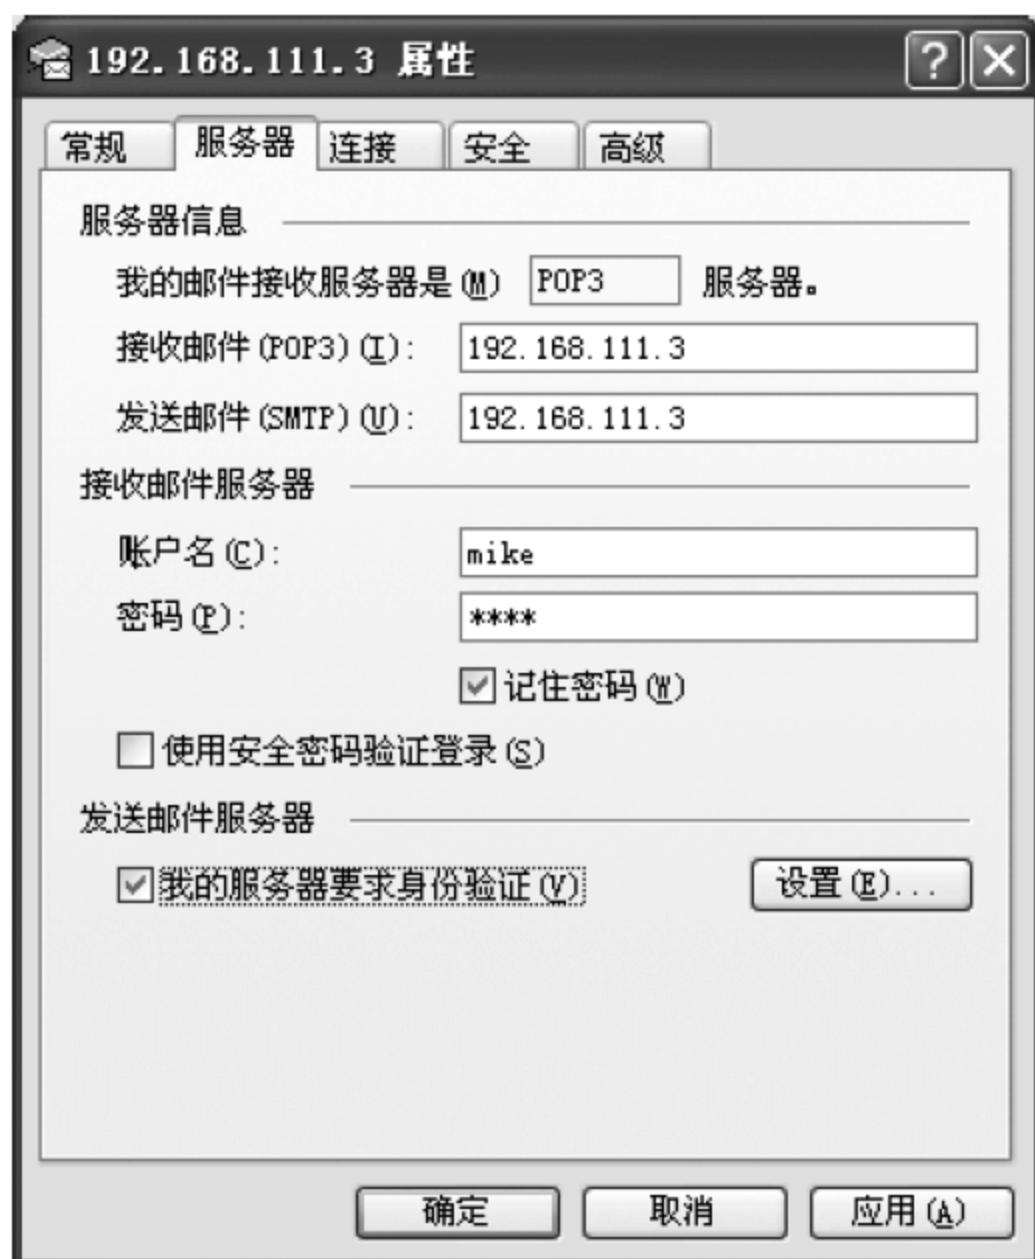 192.168.111.3 属性
常规 服务器 连接 安全 高级
服务器信息
我的邮件接收服务器是(M) POP3 服务器。
接收邮件(POP3)(I): 192.168.111.3
发送邮件(SMTP)(U): 192.168.111.3
接收邮件服务器
账户名(C): mike
密码(P): ****
记住密码(W)
使用安全密码验证登录(S)
发送邮件服务器
我的服务器要求身份验证(V) 设置(E)...
确定 取消 应用(A)